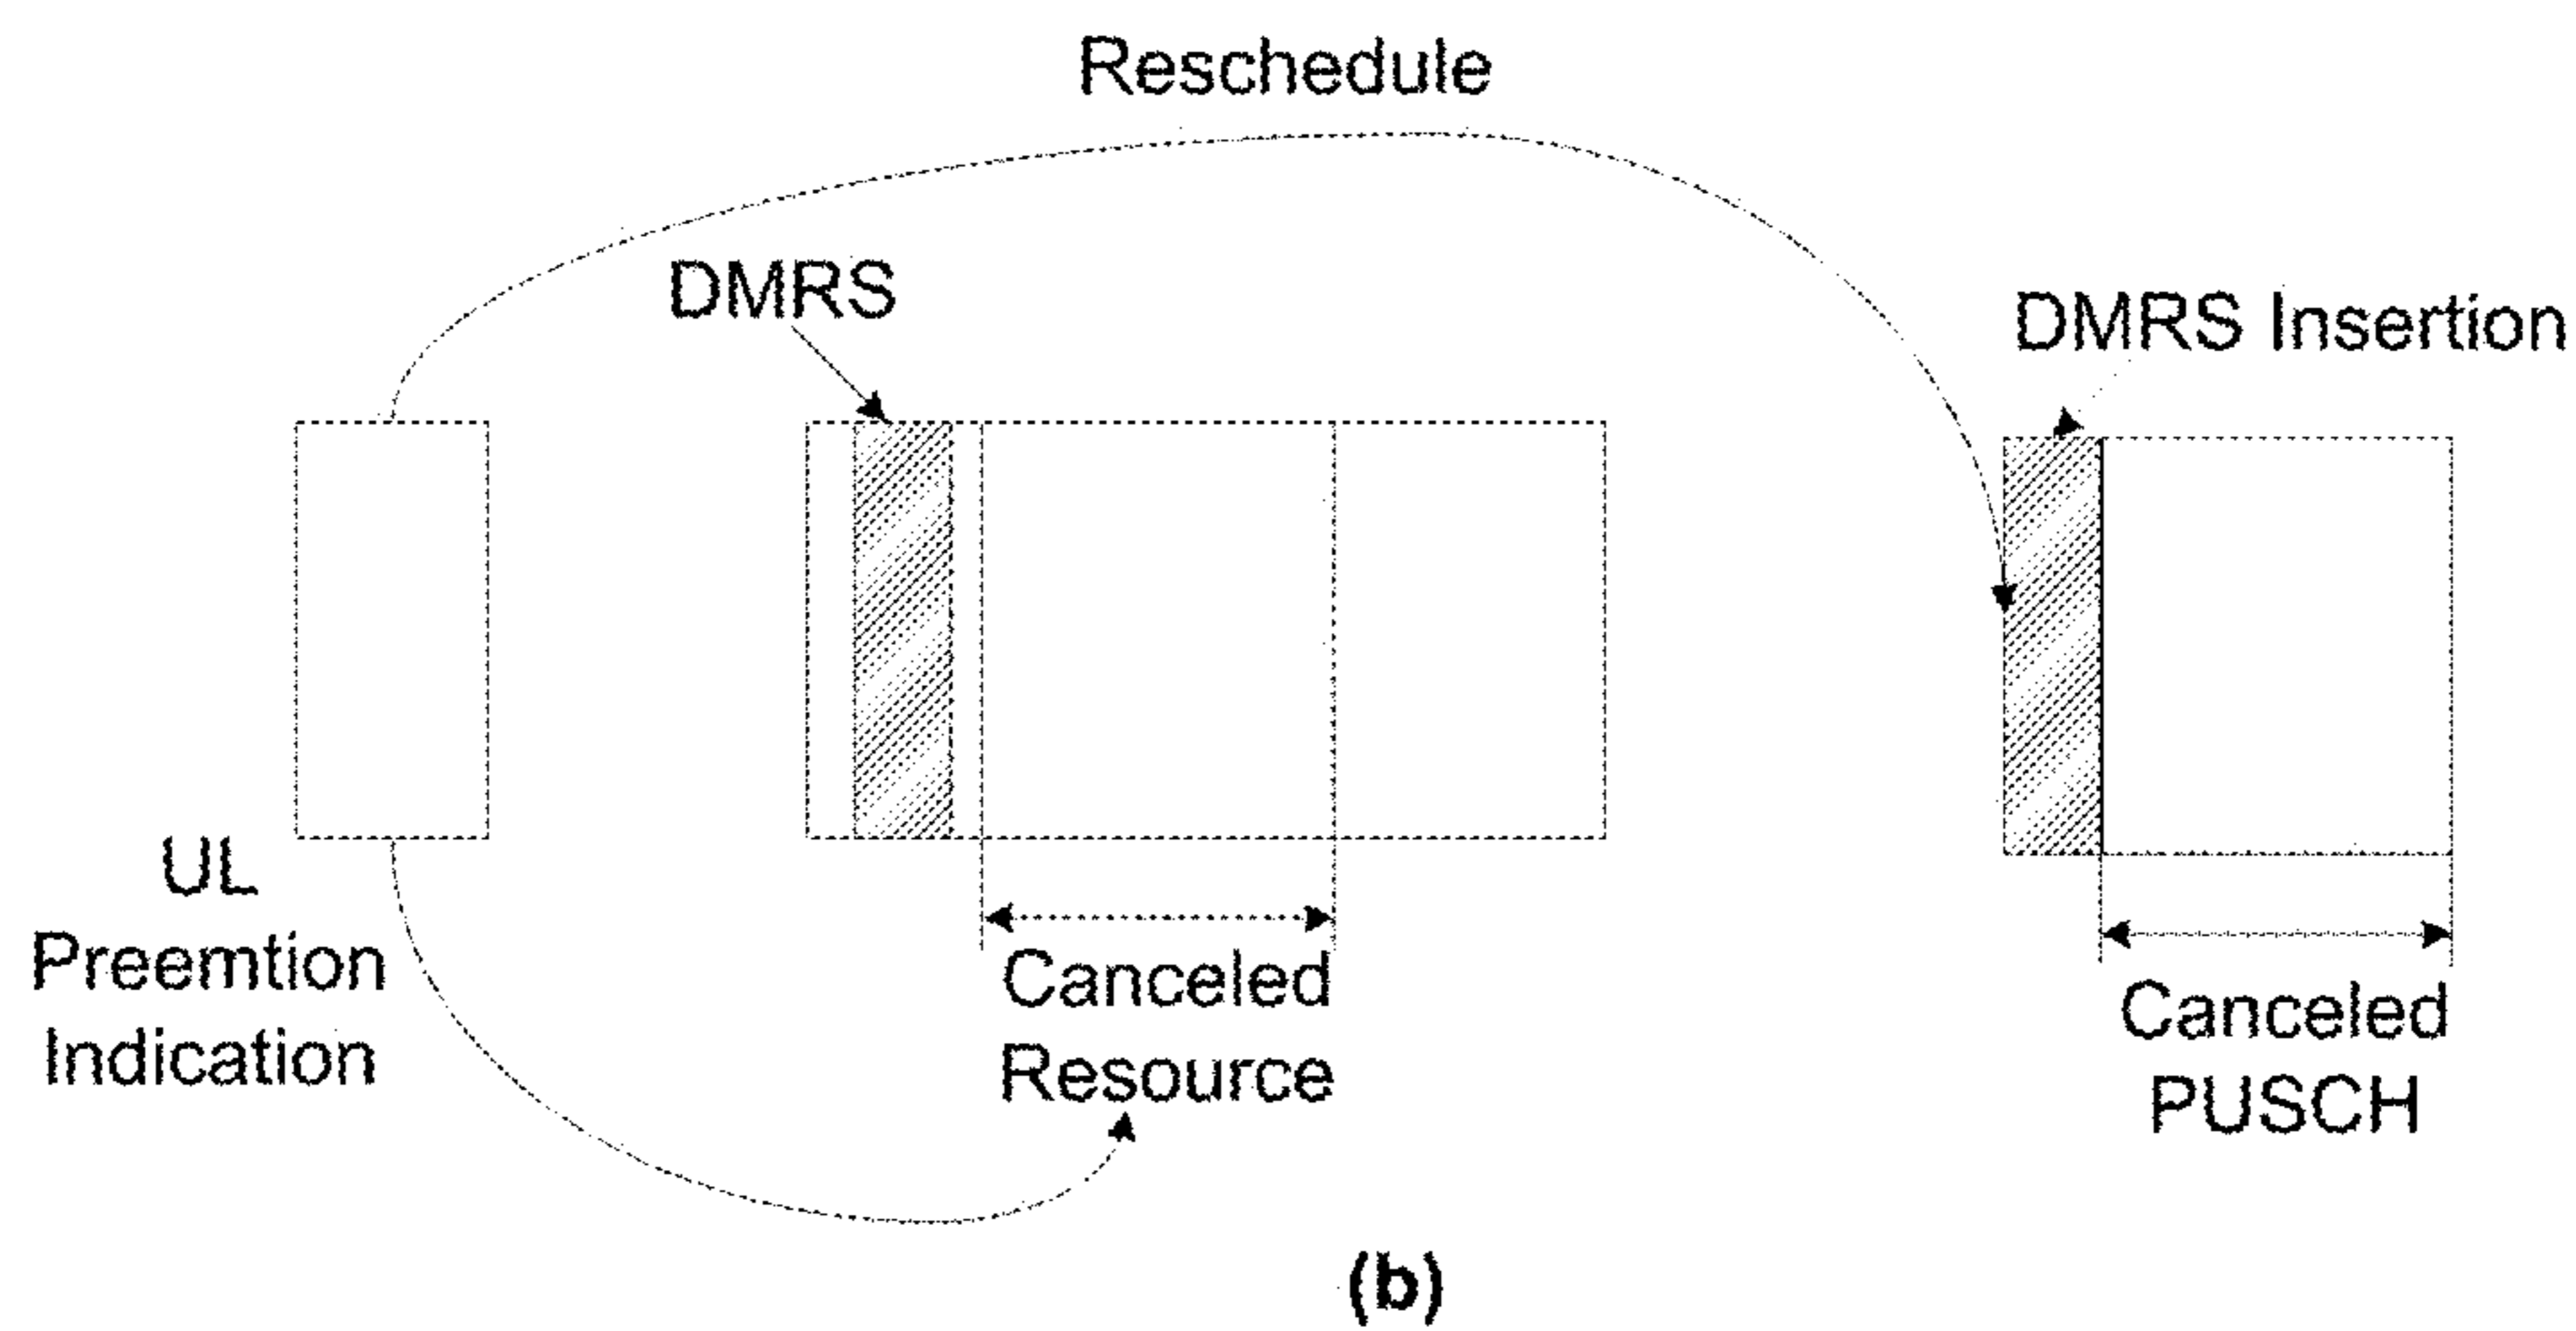 Reschedule
DMRS
DMRS Insertion
UL
Preemtion
Indication
Canceled
Resource
Canceled
PUSCH
(b)